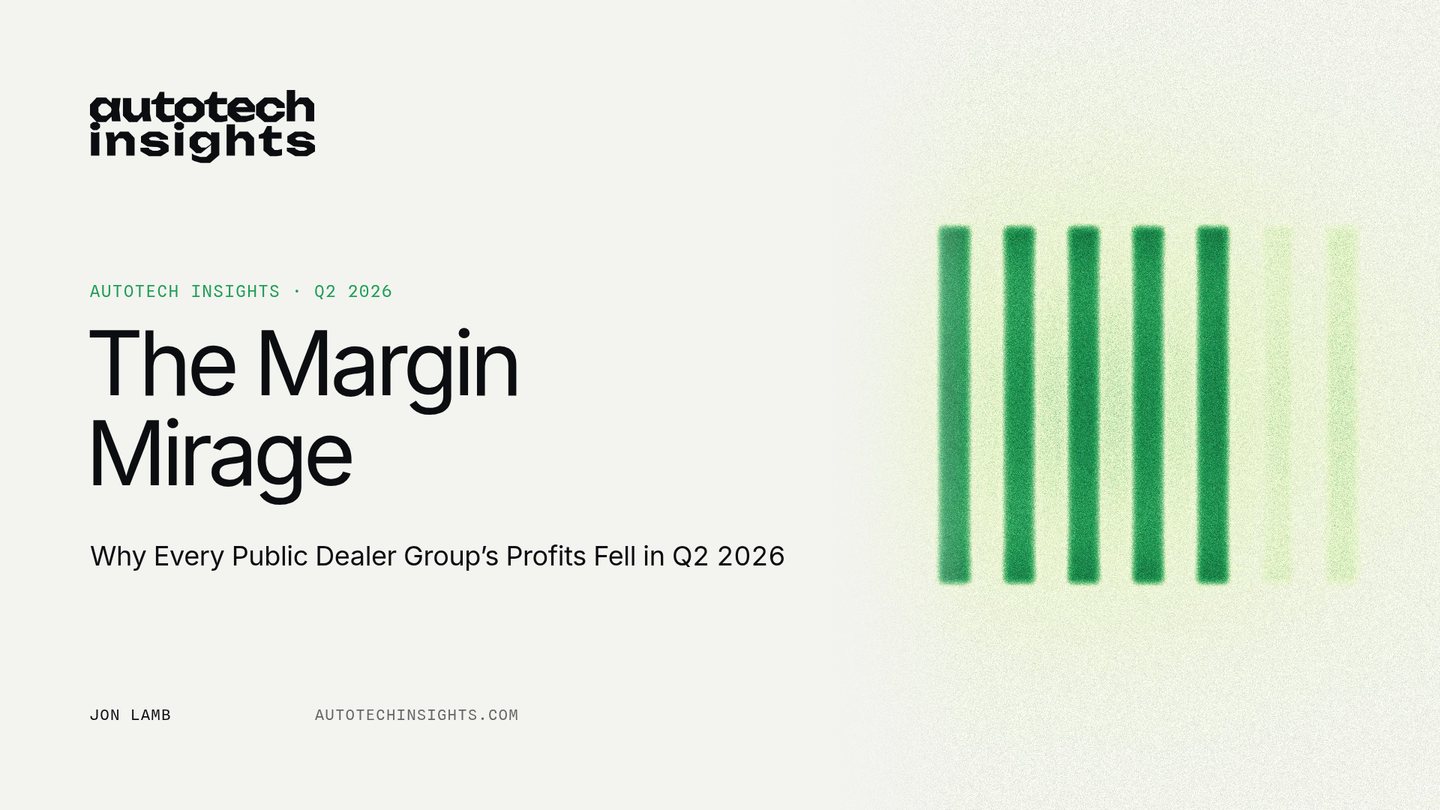 autotech
insights
AUTOTECH INSIGHTS · Q2 2026
The Margin
Mirage
Why Every Public Dealer Group’s Profits Fell in Q2 2026
JON LAMB
AUTOTECHINSIGHTS.COM